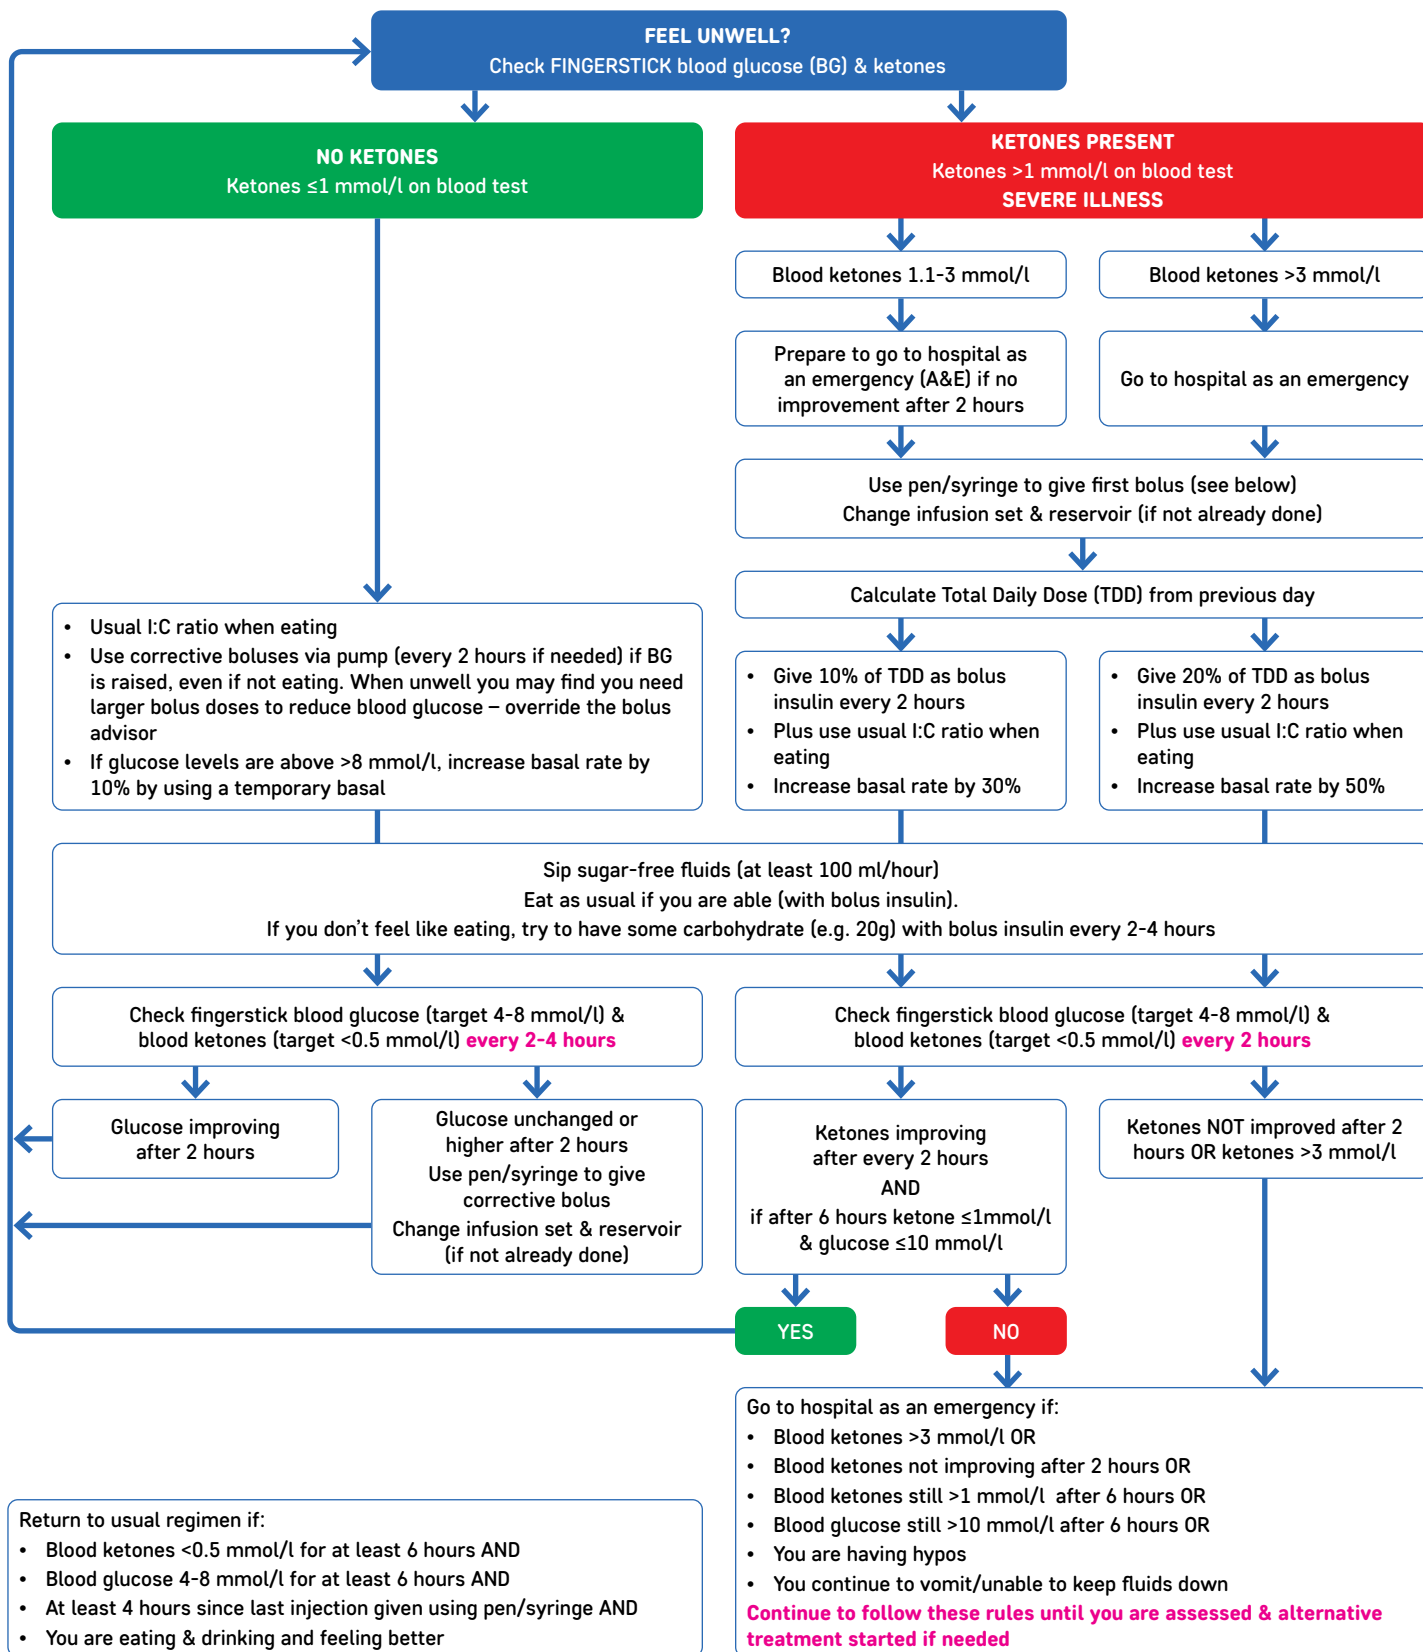 FEEL UNWELL?
Check FINGERSTICK blood glucose (BG) & ketones
NO KETONES
Ketones ≤1 mmol/l on blood test
KETONES PRESENT
Ketones >1 mmol/l on blood test
SEVERE ILLNESS
Blood ketones 1.1-3 mmol/l
Blood ketones >3 mmol/l
Prepare to go to hospital as
an emergency (A&E) if no
improvement after 2 hours
Go to hospital as an emergency
Use pen/syringe to give first bolus (see below)
Change infusion set & reservoir (if not already done)
Calculate Total Daily Dose (TDD) from previous day
• Usual I:C ratio when eating
• Use corrective boluses via pump (every 2 hours if needed) if BG
is raised, even if not eating. When unwell you may find you need
larger bolus doses to reduce blood glucose – override the bolus
advisor
• If glucose levels are above >8 mmol/l, increase basal rate by
10% by using a temporary basal
• Give 10% of TDD as bolus
insulin every 2 hours
• Plus use usual I:C ratio when
eating
• Increase basal rate by 30%
• Give 20% of TDD as bolus
insulin every 2 hours
• Plus use usual I:C ratio when
eating
• Increase basal rate by 50%
Sip sugar-free fluids (at least 100 ml/hour)
Eat as usual if you are able (with bolus insulin).
If you don't feel like eating, try to have some carbohydrate (e.g. 20g) with bolus insulin every 2-4 hours
Check fingerstick blood glucose (target 4-8 mmol/l) &
blood ketones (target <0.5 mmol/l) every 2-4 hours
Check fingerstick blood glucose (target 4-8 mmol/l) &
blood ketones (target <0.5 mmol/l) every 2 hours
Glucose improving
after 2 hours
Glucose unchanged or
higher after 2 hours
Use pen/syringe to give
corrective bolus
Change infusion set & reservoir
(if not already done)
Ketones improving
after every 2 hours
AND
if after 6 hours ketone ≤1mmol/l
& glucose ≤10 mmol/l
Ketones NOT improved after 2
hours OR ketones >3 mmol/l
YES
NO
Go to hospital as an emergency if:
• Blood ketones >3 mmol/l OR
• Blood ketones not improving after 2 hours OR
• Blood ketones still >1 mmol/l after 6 hours OR
• Blood glucose still >10 mmol/l after 6 hours OR
• You are having hypos
• You continue to vomit/unable to keep fluids down
Continue to follow these rules until you are assessed & alternative
treatment started if needed
Return to usual regimen if:
• Blood ketones <0.5 mmol/l for at least 6 hours AND
• Blood glucose 4-8 mmol/l for at least 6 hours AND
• At least 4 hours since last injection given using pen/syringe AND
• You are eating & drinking and feeling better